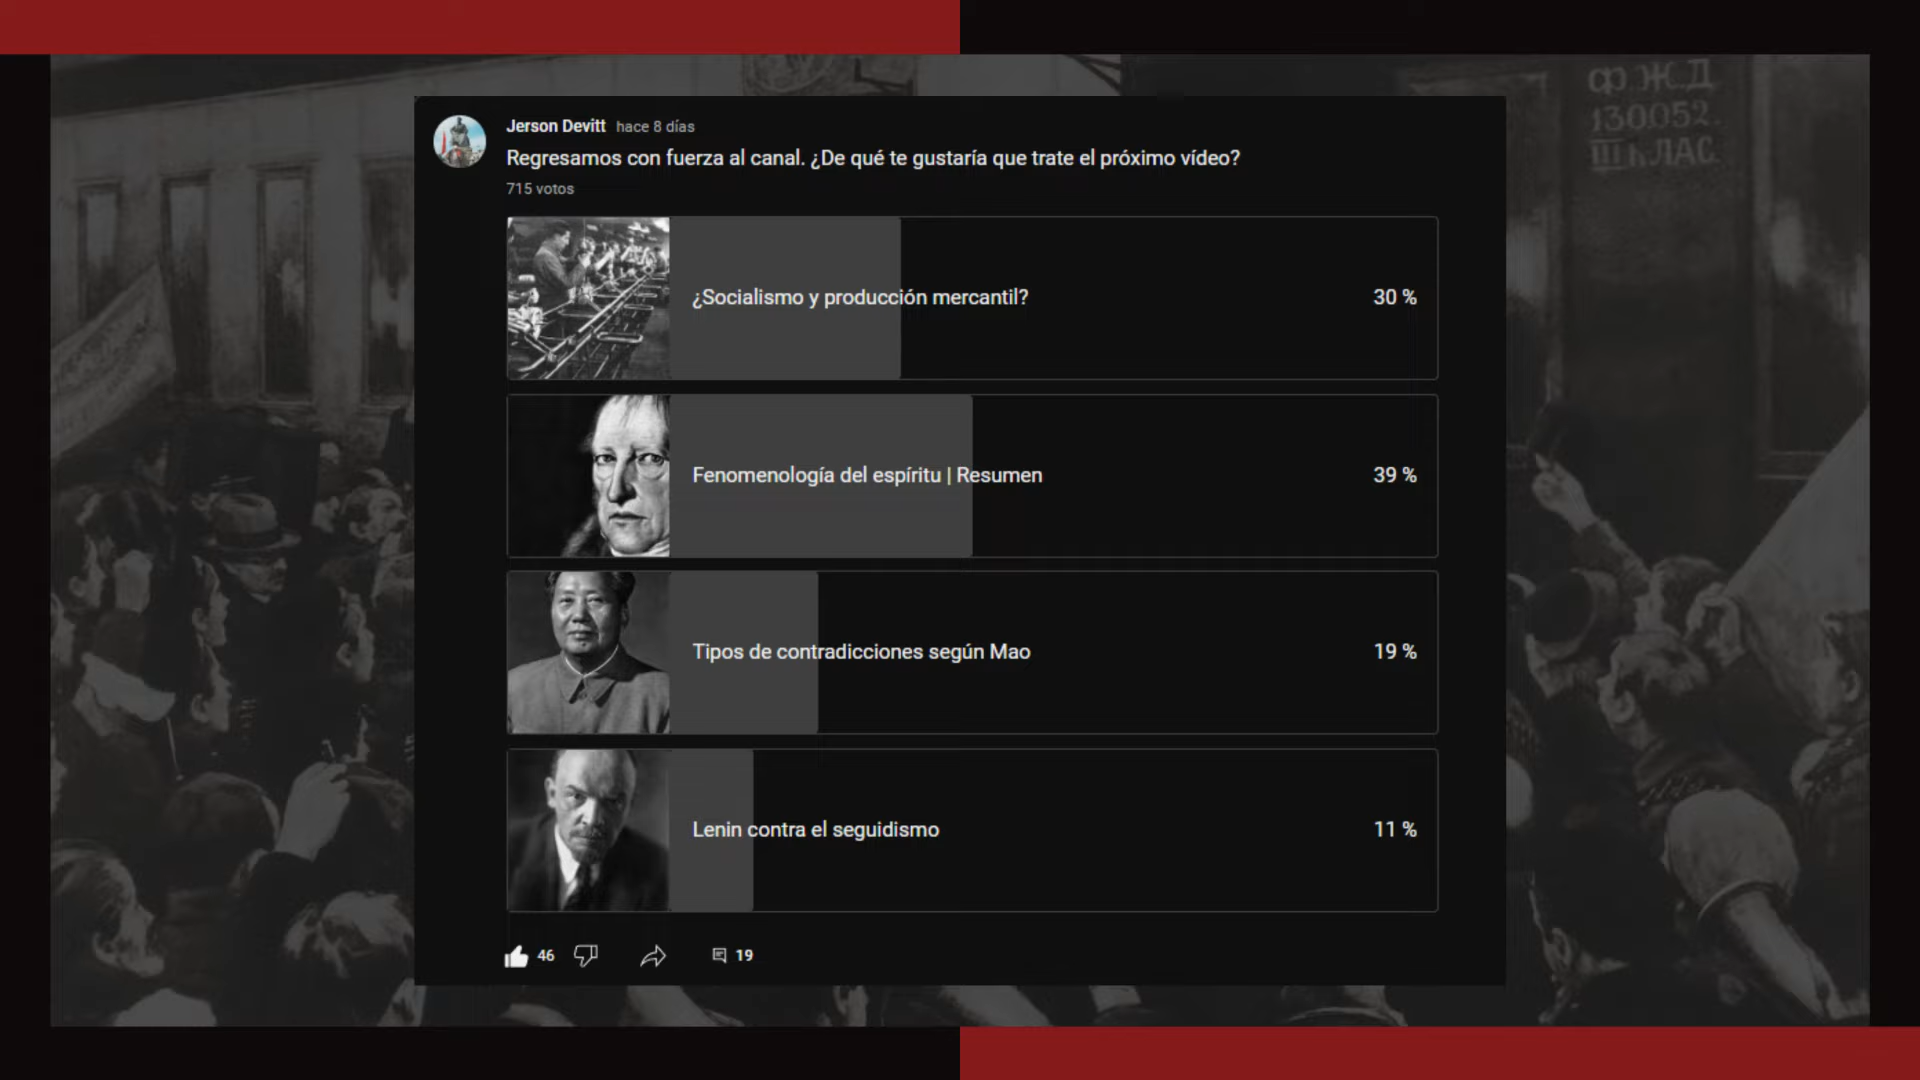 Jerson Devitt hace 8 días
Regresamos con fuerza al canal. ¿De qué te gustaría que trate el próximo vídeo?
715 votos
¿Socialismo y producción mercantil? 30 %
Fenomenología del espíritu | Resumen 39 %
Tipos de contradicciones según Mao 19 %
Lenin contra el seguidismo 11 %
46 19
Ф.Ж.Д
130052.